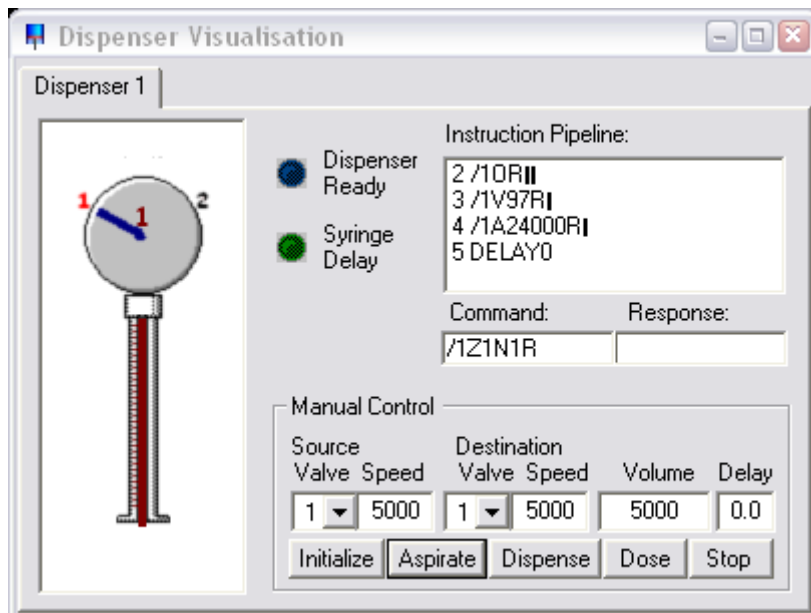 Dispenser Visualisation
Dispenser 1
1 1 2
Dispenser Ready
Syringe Delay
Instruction Pipeline:
2 /1OR
3 /1V97R
4 /1A24000R
5 DELAY0
Command: Response:
/1Z1N1R
Manual Control
Source Destination
Valve Speed Valve Speed Volume Delay
1 5000 1 5000 5000 0.0
Initialize Aspirate Dispense Dose Stop